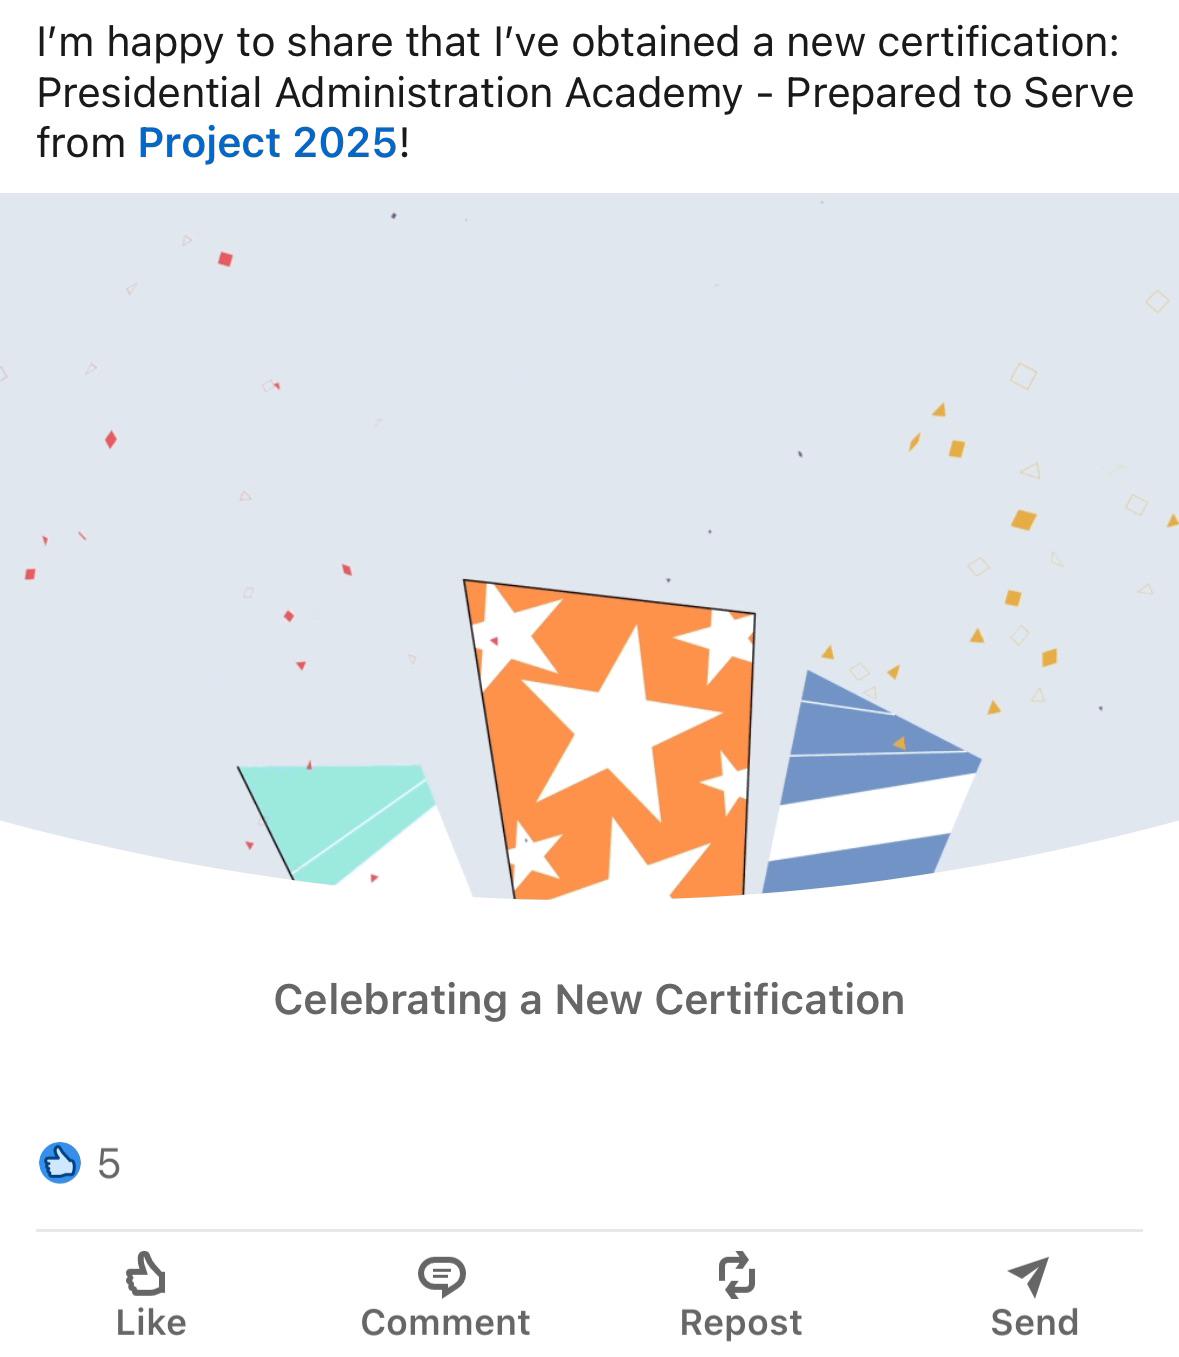 I’m happy to share that I’ve obtained a new certification:
Presidential Administration Academy - Prepared to Serve
from Project 2025!
Celebrating a New Certification
5
Like
Comment
Repost
Send